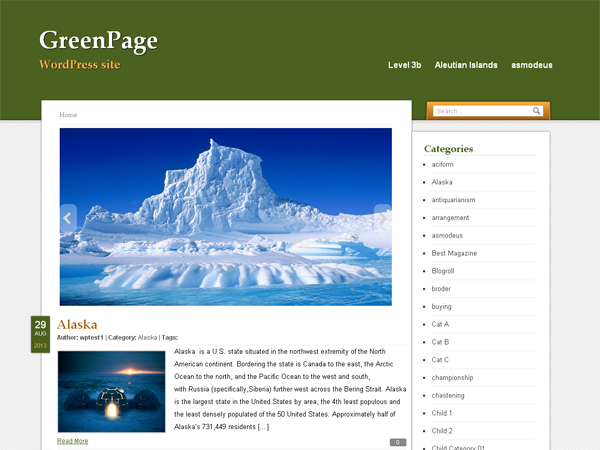 GreenPage
WordPress site
Level 3b Aleutian Islands asmodeus
Search...
Home
Categories
aciform
Alaska
antiquarianism
arrangement
asmodeus
Best Magazine
Blogroll
broder
buying
Cat A
Cat B
Cat C
championship
chastening
Child 1
Child 2
Child Category 01
29
AUG
2013
Alaska
Author: wptest1 | Category: Alaska | Tags:
Alaska is a U.S. state situated in the northwest extremity of the North
American continent. Bordering the state is Canada to the east, the Arctic
Ocean to the north, and the Pacific Ocean to the west and south,
with Russia (specifically,Siberia) further west across the Bering Strait. Alaska
is the largest state in the United States by area, the 4th least populous and
the least densely populated of the 50 United States. Approximately half of
Alaska's 731,449 residents [...]
Read More
0